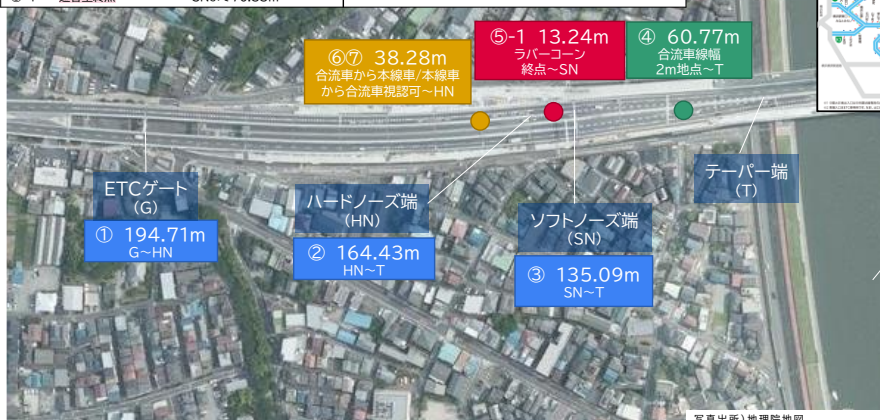 ⑥⑦ 38.28m
合流車から本線車/本線車
から合流車視認可～HN
⑤-1 13.24m
ラバーコーン
終点～SN
④ 60.77m
合流車線幅
2m地点～T
ETCゲート
(G)
① 194.71m
G～HN
ハードノーズ端
(HN)
② 164.43m
HN～T
ソフトノーズ端
(SN)
③ 135.09m
SN～T
テーパー端
(T)
写真出所）地理院地図